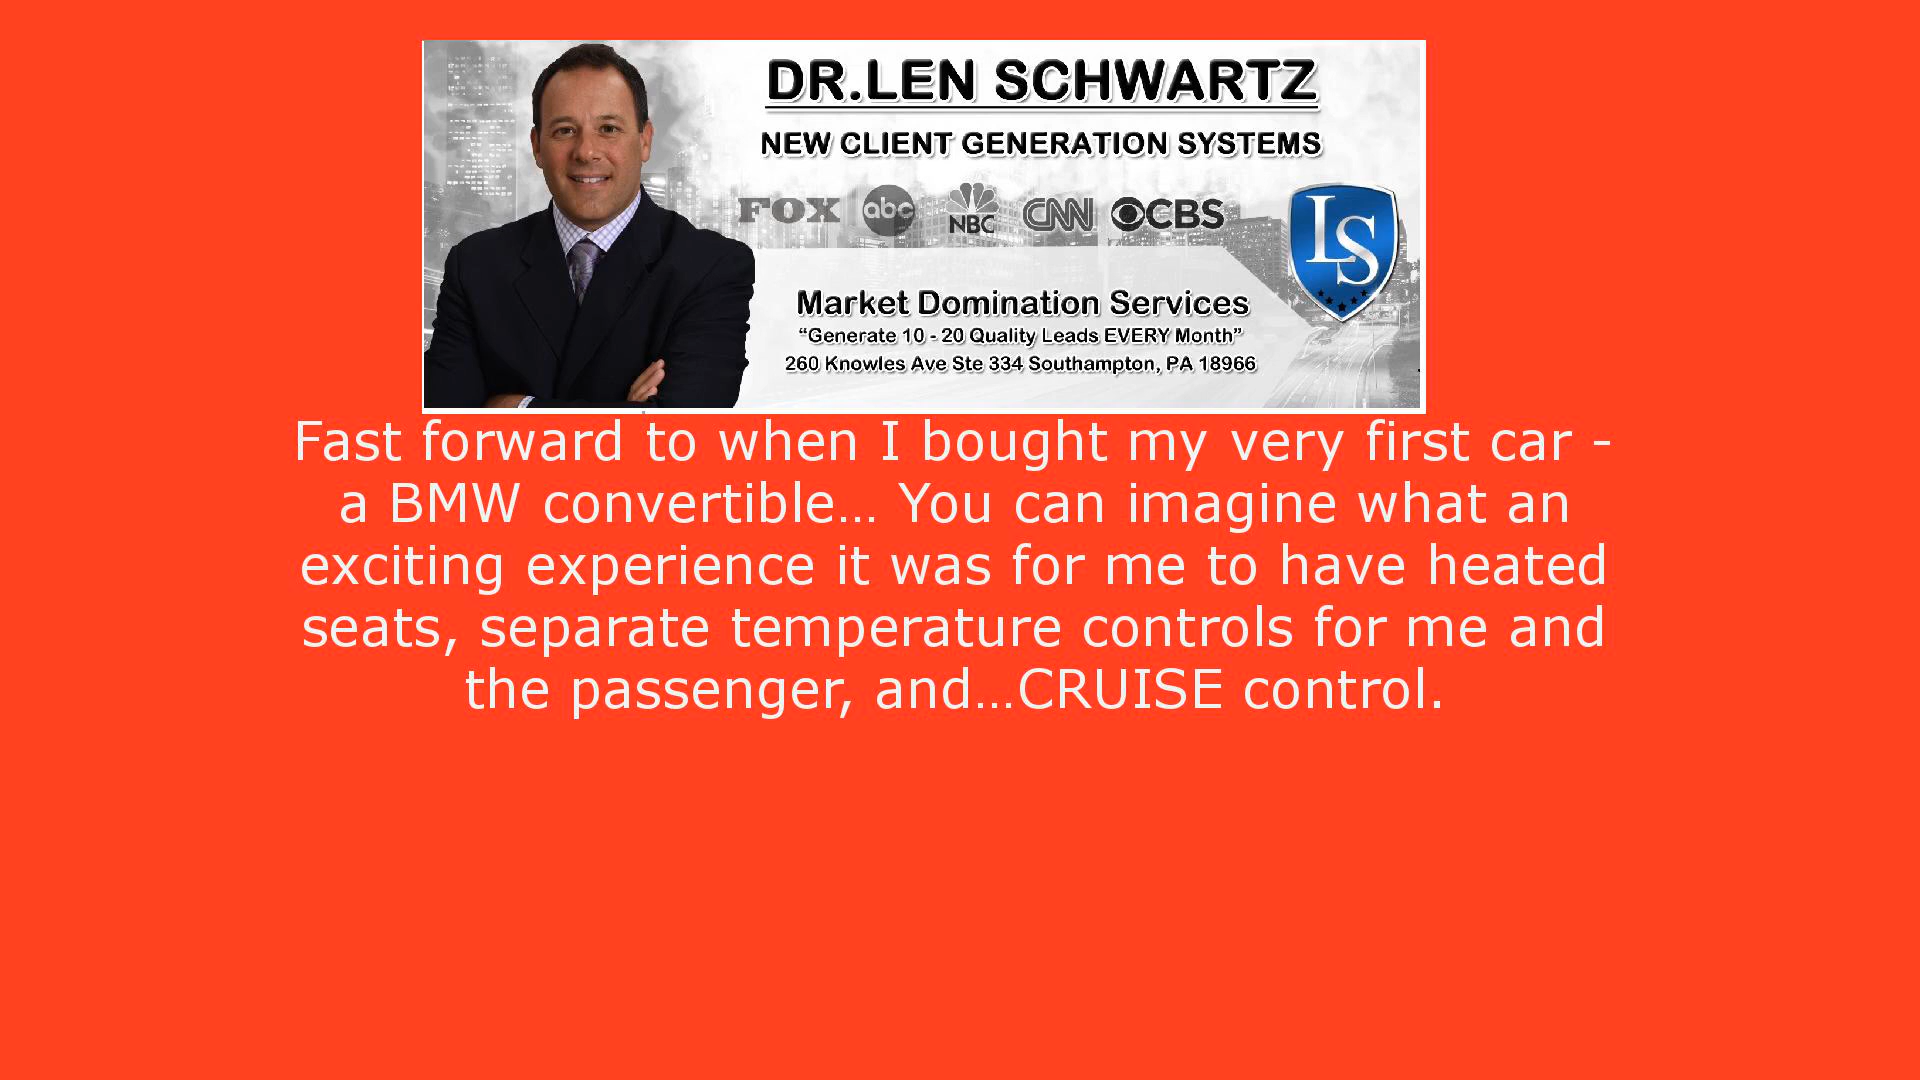 DR.LEN SCHWARTZ
NEW CLIENT GENERATION SYSTEMS
FOX abc NBC CNN CBS
LS
Market Domination Services
“Generate 10 - 20 Quality Leads EVERY Month”
260 Knowles Ave Ste 334 Southampton, PA 18966
Fast forward to when I bought my very first car -
a BMW convertible… You can imagine what an
exciting experience it was for me to have heated
seats, separate temperature controls for me and
the passenger, and…CRUISE control.